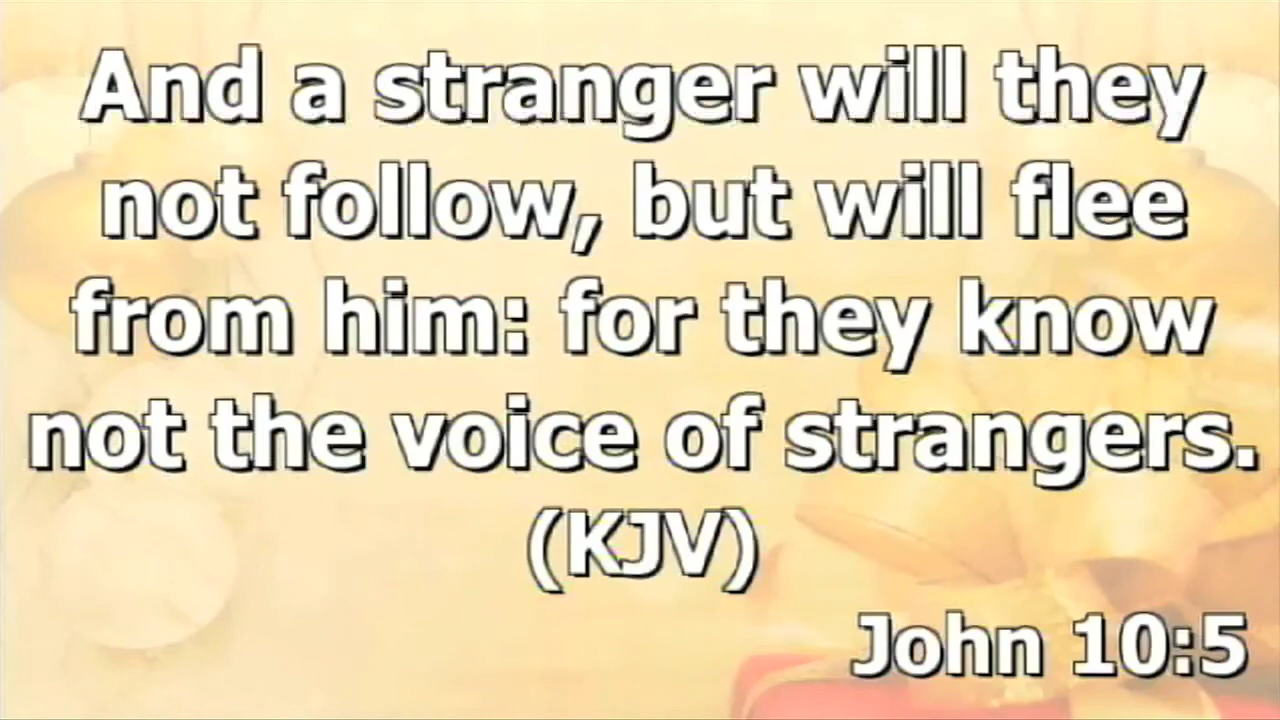 And a stranger will they
not follow, but will flee
from him: for they know
not the voice of strangers.
(KJV)
John 10:5